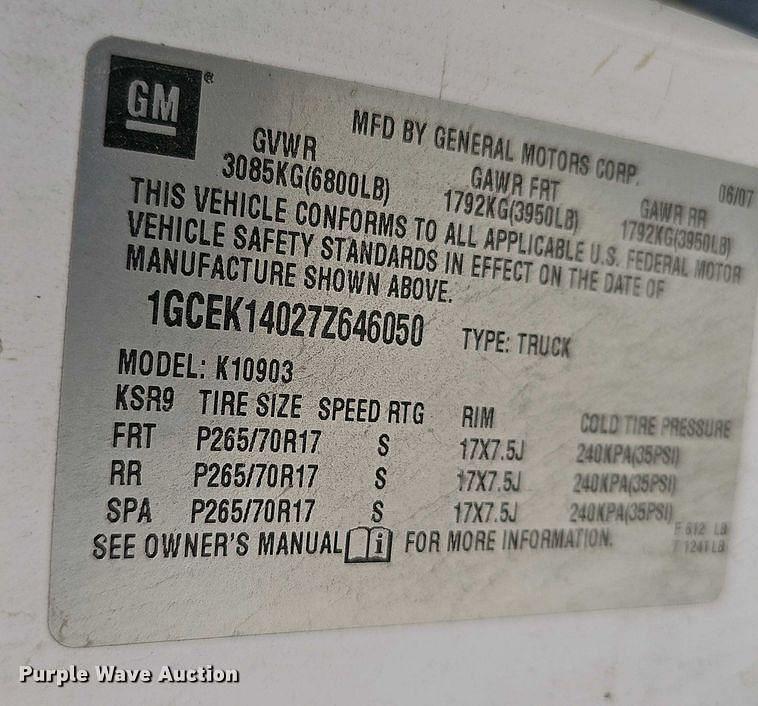 GM
MFD BY GENERAL MOTORS CORP. 06/07
GVWR GAWR FRT GAWR RR
3085KG(6800LB) 1792KG(3950LB) 1792KG(3950LB)
THIS VEHICLE CONFORMS TO ALL APPLICABLE U.S. FEDERAL MOTOR
VEHICLE SAFETY STANDARDS IN EFFECT ON THE DATE OF
MANUFACTURE SHOWN ABOVE.
1GCEK14027Z646050 TYPE: TRUCK
MODEL: K10903
KSR9 TIRE SIZE SPEED RTG RIM COLD TIRE PRESSURE
FRT P265/70R17 S 17X7.5J 240KPA(35PSI)
RR P265/70R17 S 17X7.5J 240KPA(35PSI)
SPA P265/70R17 S 17X7.5J 240KPA(35PSI)
SEE OWNER'S MANUAL i FOR MORE INFORMATION.
F 812 LB
T 1241 LB
Purple Wave Auction